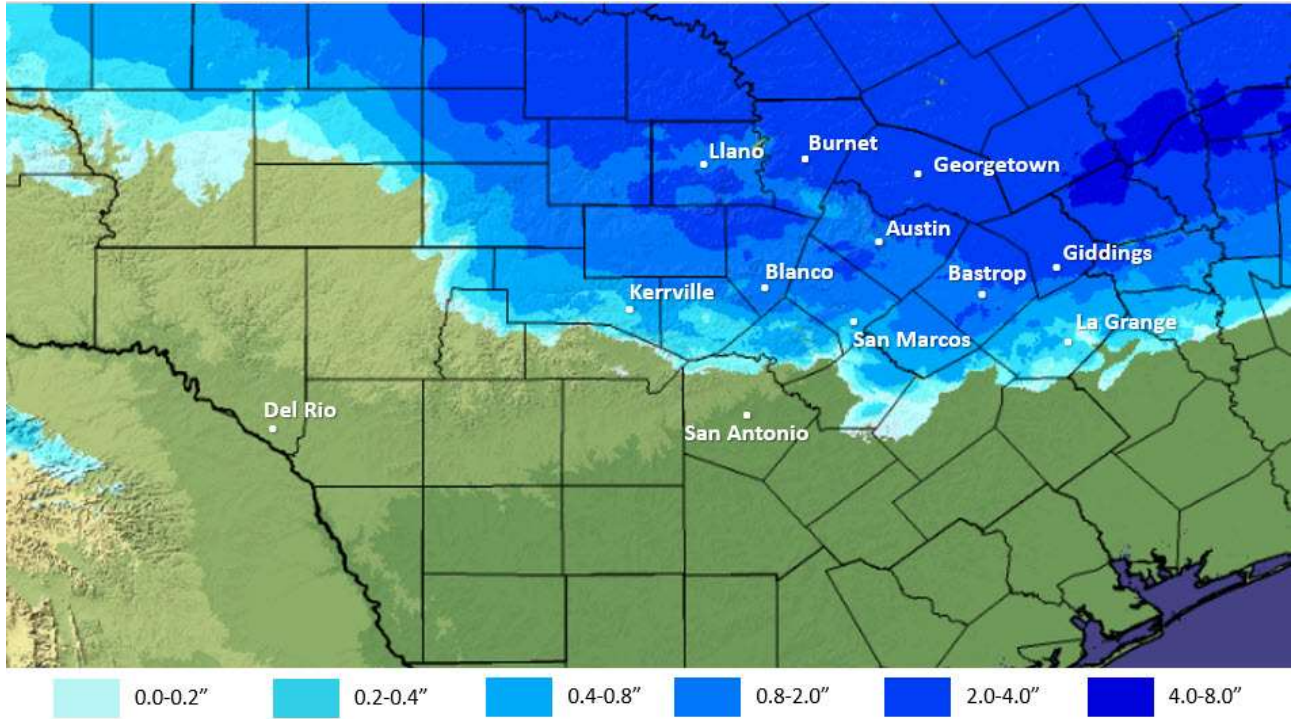 Burnet
Llano
Georgetown
Austin
Giddings
Blanco
Bastrop
Kerrville
La Grange
San Marcos
Del Rio
San Antonio
0.0-0.2”
0.2-0.4”
0.4-0.8”
0.8-2.0”
2.0-4.0”
4.0-8.0”